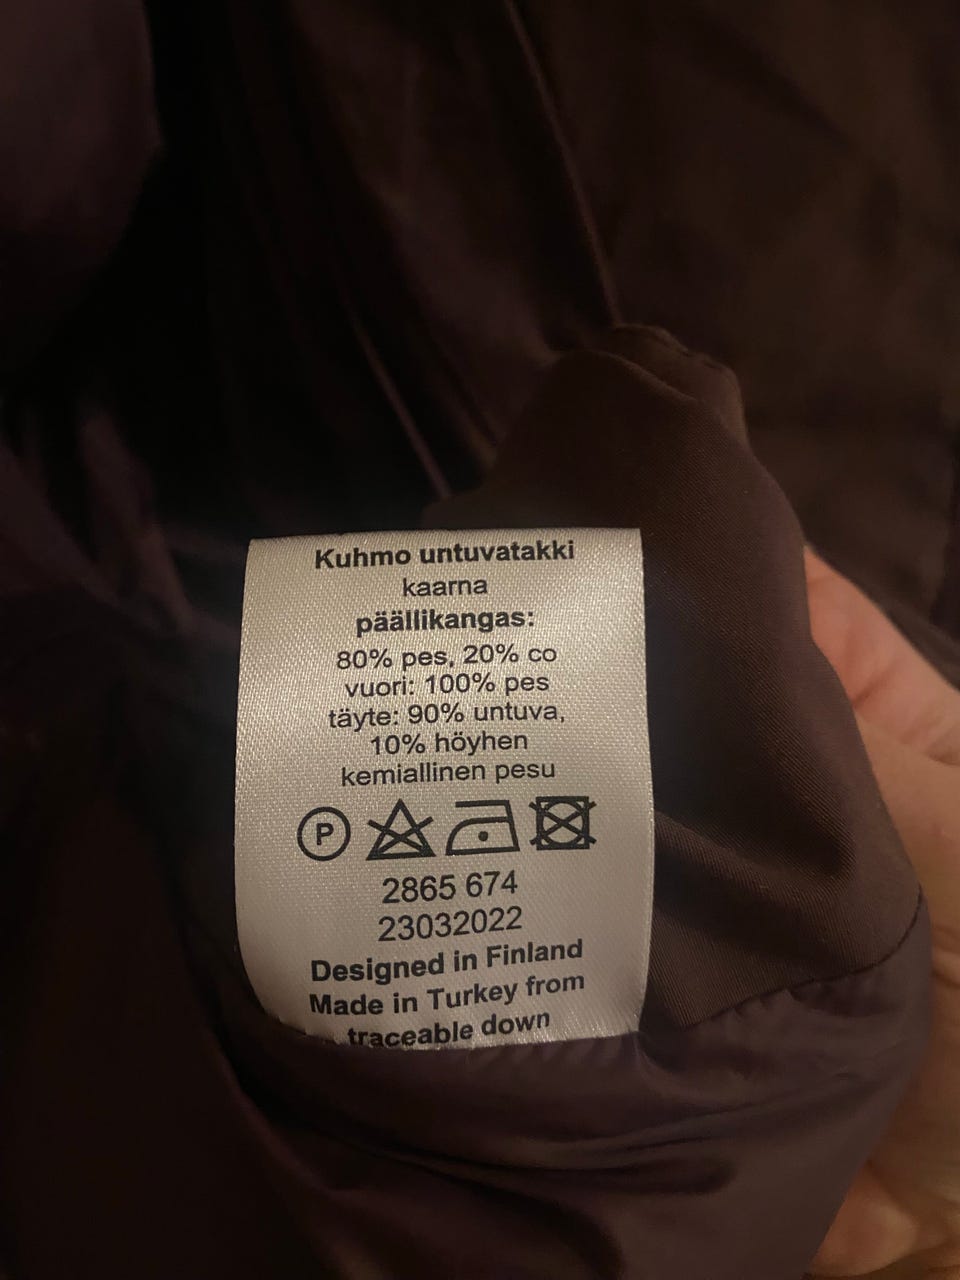 Kuhmo untuvatakki
kaarna
päällikangas:
80% pes, 20% co
vuori: 100% pes
täyte: 90% untuva,
10% höyhen
kemiallinen pesu
P
2865 674
23032022
Designed in Finland
Made in Turkey from
traceable down